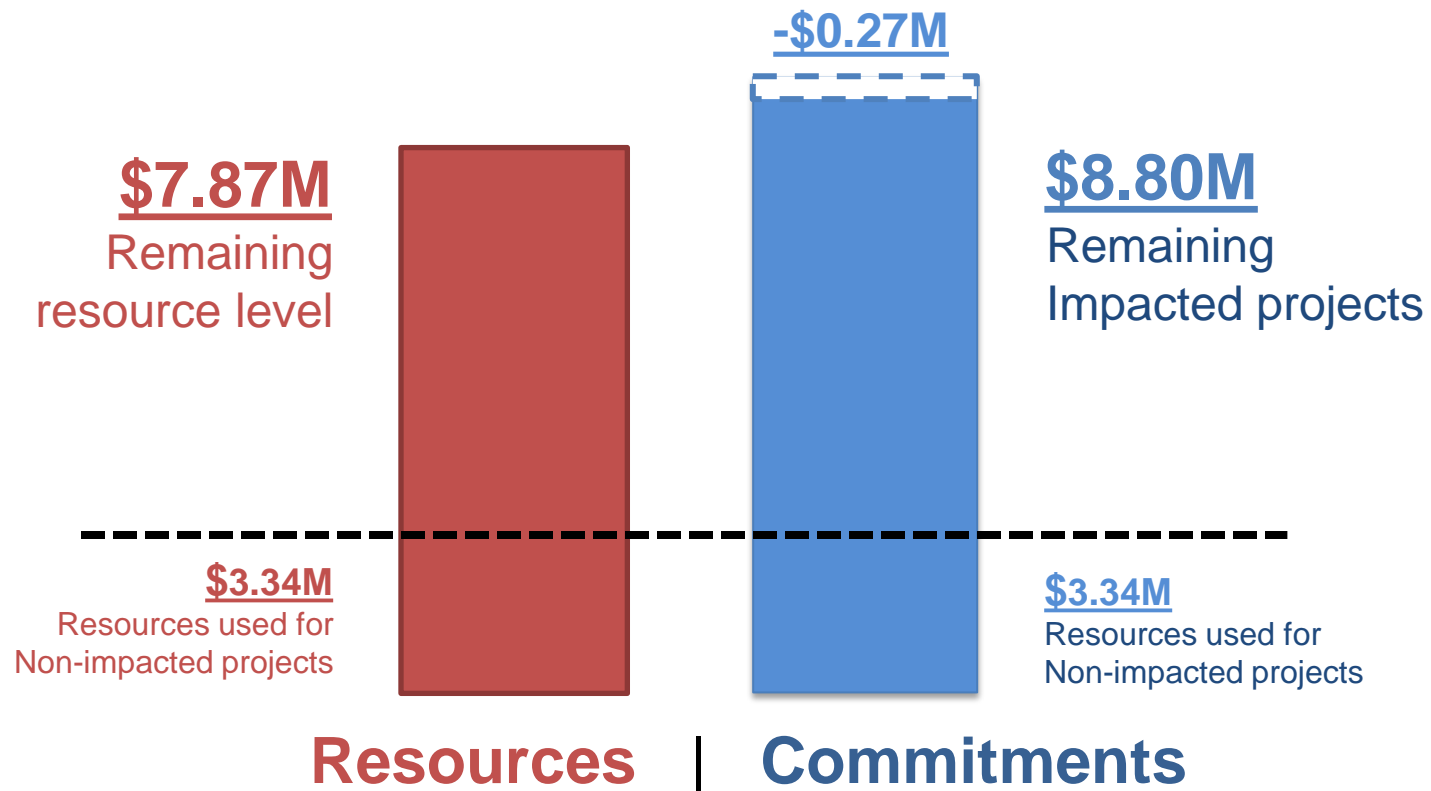 -$0.27M
$7.87M
Remaining
resource level
$8.80M
Remaining
Impacted projects
$3.34M
Resources used for
Non-impacted projects
$3.34M
Resources used for
Non-impacted projects
Resources | Commitments